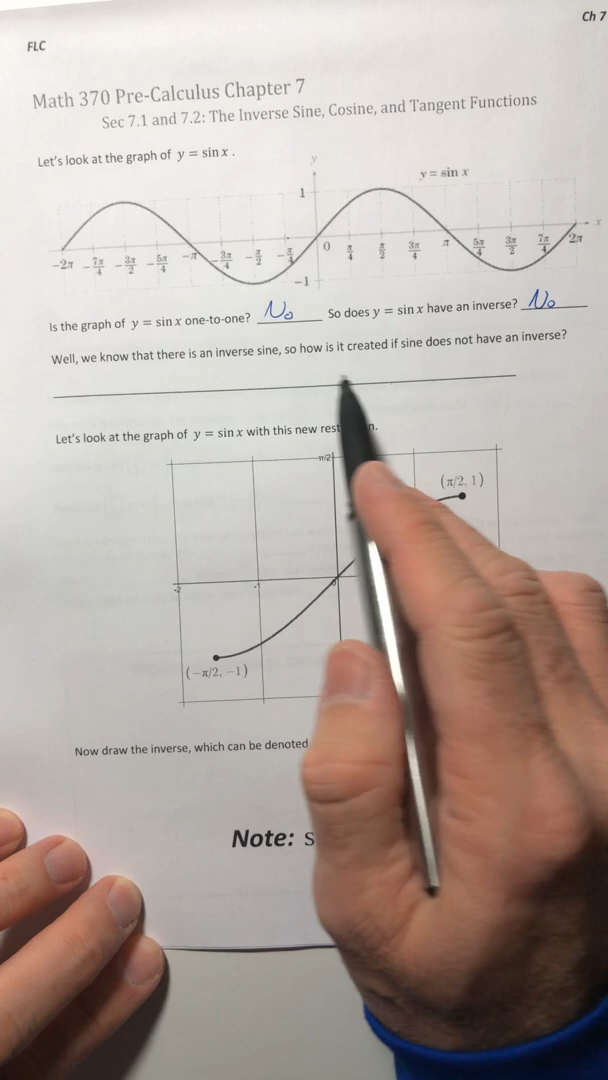 Ch 7
FLC
Math 370 Pre-Calculus Chapter 7
Sec 7.1 and 7.2: The Inverse Sine, Cosine, and Tangent Functions
Let's look at the graph of y = sin x .
y
y = sin x
1
x
−2π −7π/4 −3π/2 −5π/4 −π −3π/4 −π/2 −π/4 0 π/4 π/2 3π/4 π 5π/4 3π/2 7π/4 2π
−1
Is the graph of y = sin x one-to-one? No So does y = sin x have an inverse? No
Well, we know that there is an inverse sine, so how is it created if sine does not have an inverse?
Let's look at the graph of y = sin x with this new
π/2
(π/2, 1)
-2 -1 0
(−π/2, −1)
Now draw the inverse, which can be denoted
Note: